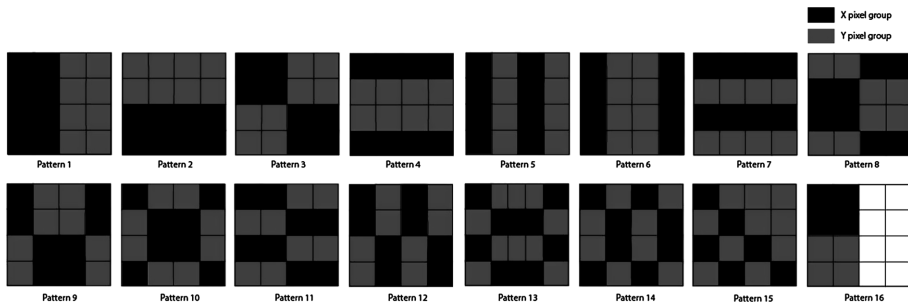 X pixel group
Y pixel group
Pattern 1
Pattern 2
Pattern 3
Pattern 4
Pattern 5
Pattern 6
Pattern 7
Pattern 8
Pattern 9
Pattern 10
Pattern 11
Pattern 12
Pattern 13
Pattern 14
Pattern 15
Pattern 16